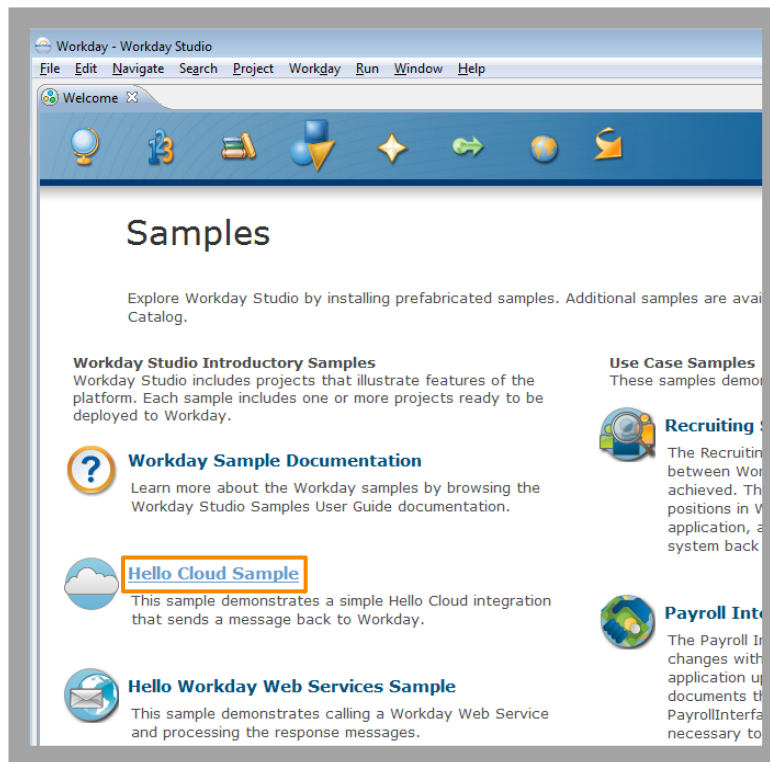 Workday - Workday Studio
File Edit Navigate Search Project Workday Run Window Help
Welcome
123
Samples
Explore Workday Studio by installing prefabricated samples. Additional samples are avai
Catalog.
Workday Studio Introductory Samples
Workday Studio includes projects that illustrate features of the
platform. Each sample includes one or more projects ready to be
deployed to Workday.
? Workday Sample Documentation
Learn more about the Workday samples by browsing the
Workday Studio Samples User Guide documentation.
Hello Cloud Sample
This sample demonstrates a simple Hello Cloud integration
that sends a message back to Workday.
Hello Workday Web Services Sample
This sample demonstrates calling a Workday Web Service
and processing the response messages.
Use Case Samples
These samples demo
Recruiting
The Recruitin
between Wor
achieved. Th
positions in
application, a
system back
Payroll Inte
The Payroll
changes with
application
documents
PayrollInterfa
necessary to